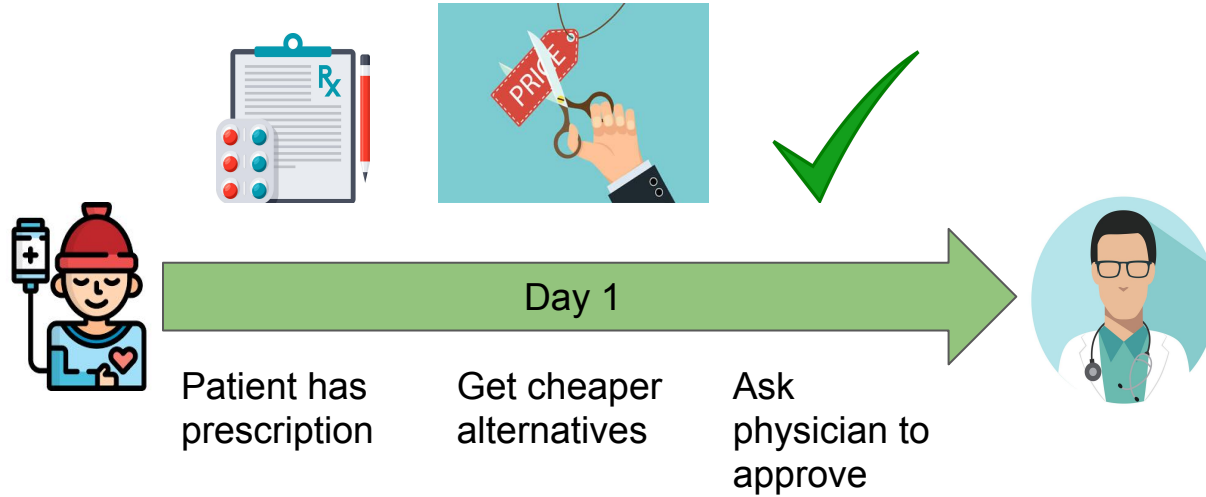 Rx
PRICE
Day 1
Patient has
prescription
Get cheaper
alternatives
Ask
physician to
approve